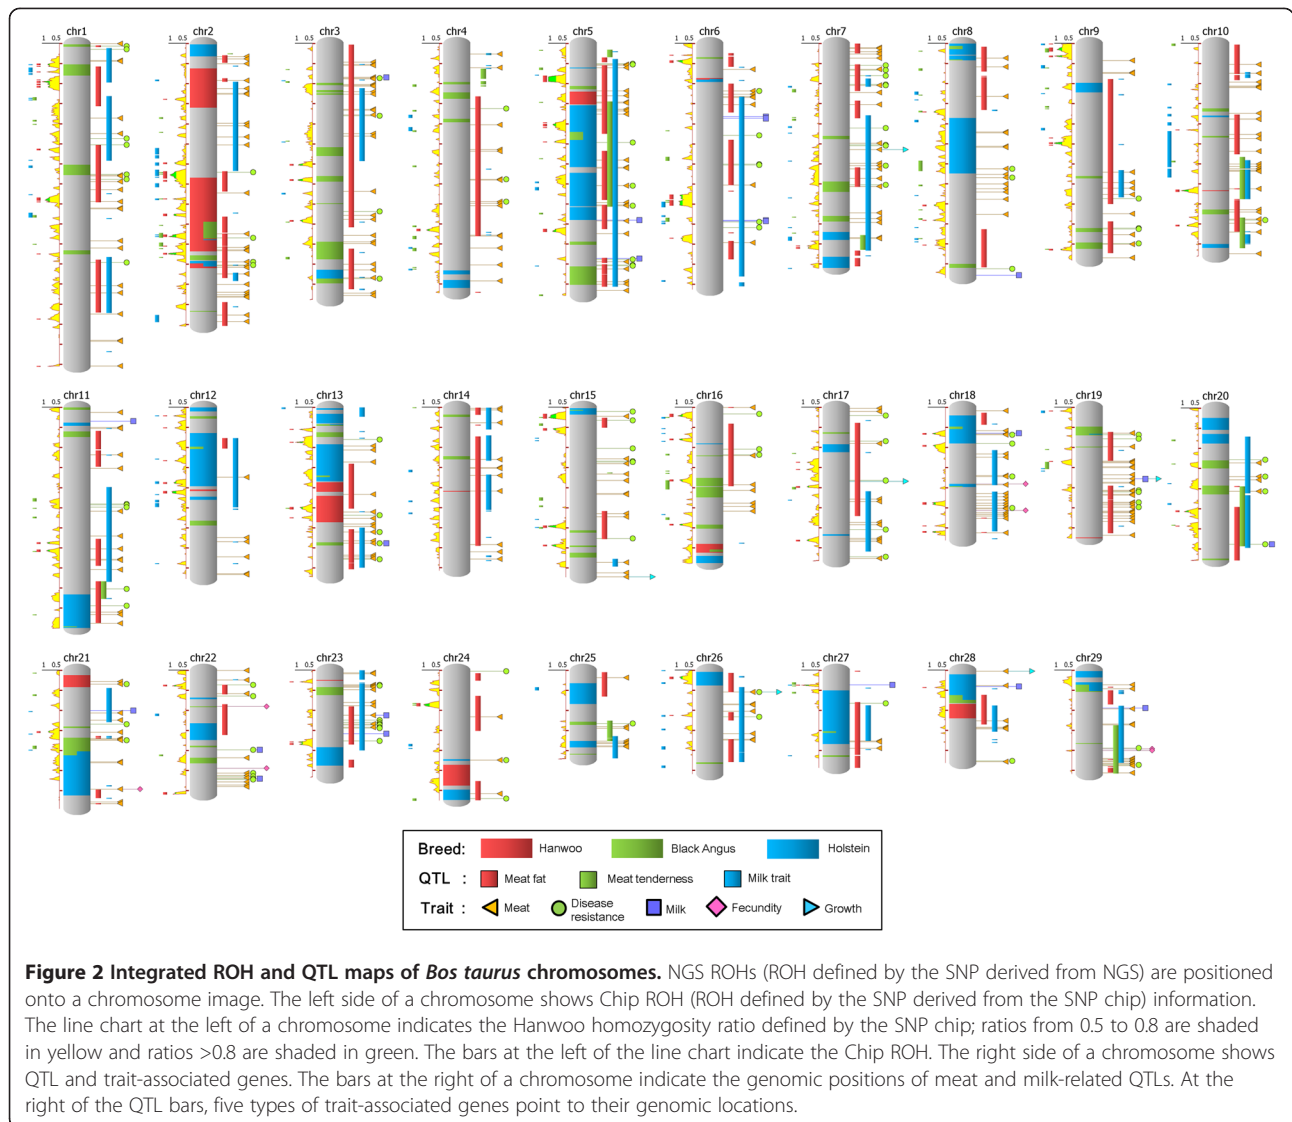 chr1 chr2 chr3 chr4 chr5 chr6 chr7 chr8 chr9 chr10
1 0.5 1 0.5 1 0.5 1 0.5 1 0.5 1 0.5 1 0.5 1 0.5 1 0.5 1 0.5
chr11 chr12 chr13 chr14 chr15 chr16 chr17 chr18 chr19 chr20
1 0.5 1 0.5 1 0.5 1 0.5 1 0.5 1 0.5 1 0.5 1 0.5 1 0.5 1 0.5
chr21 chr22 chr23 chr24 chr25 chr26 chr27 chr28 chr29
1 0.5 1 0.5 1 0.5 1 0.5 1 0.5 1 0.5 1 0.5 1 0.5 1 0.5
Breed: Hanwoo Black Angus Holstein
QTL : Meat fat Meat tenderness Milk trait
Trait : Meat Disease resistance Milk Fecundity Growth
Figure 2 Integrated ROH and QTL maps of Bos taurus chromosomes. NGS ROHs (ROH defined by the SNP derived from NGS) are positioned
onto a chromosome image. The left side of a chromosome shows Chip ROH (ROH defined by the SNP derived from the SNP chip) information.
The line chart at the left of a chromosome indicates the Hanwoo homozygosity ratio defined by the SNP chip; ratios from 0.5 to 0.8 are shaded
in yellow and ratios >0.8 are shaded in green. The bars at the left of the line chart indicate the Chip ROH. The right side of a chromosome shows
QTL and trait-associated genes. The bars at the right of a chromosome indicate the genomic positions of meat and milk-related QTLs. At the
right of the QTL bars, five types of trait-associated genes point to their genomic locations.